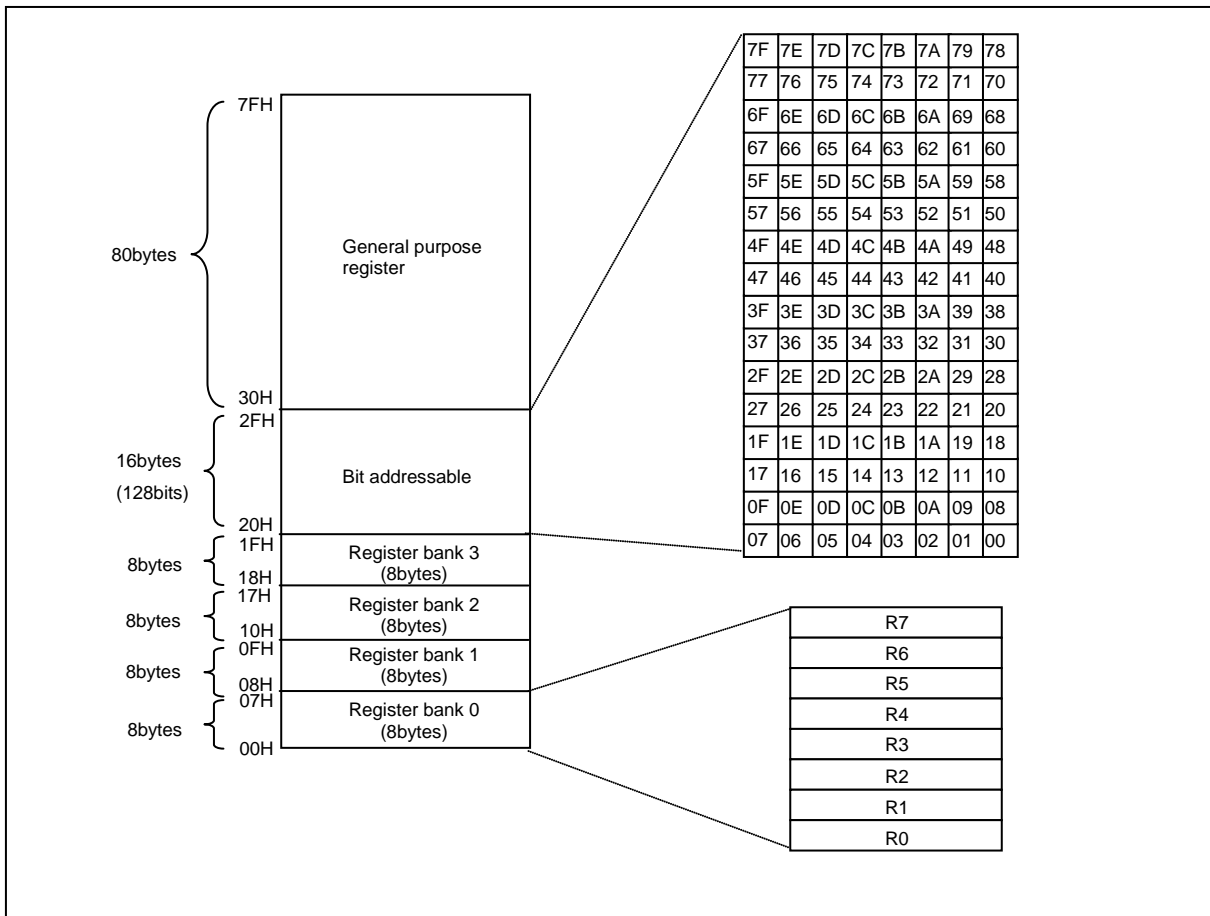 7FH
80bytes
General purpose
register
30H
2FH
16bytes
(128bits)
Bit addressable
20H
1FH
8bytes
Register bank 3
(8bytes)
18H
17H
8bytes
Register bank 2
(8bytes)
10H
0FH
8bytes
Register bank 1
(8bytes)
08H
07H
8bytes
Register bank 0
(8bytes)
00H
7F 7E 7D 7C 7B 7A 79 78
77 76 75 74 73 72 71 70
6F 6E 6D 6C 6B 6A 69 68
67 66 65 64 63 62 61 60
5F 5E 5D 5C 5B 5A 59 58
57 56 55 54 53 52 51 50
4F 4E 4D 4C 4B 4A 49 48
47 46 45 44 43 42 41 40
3F 3E 3D 3C 3B 3A 39 38
37 36 35 34 33 32 31 30
2F 2E 2D 2C 2B 2A 29 28
27 26 25 24 23 22 21 20
1F 1E 1D 1C 1B 1A 19 18
17 16 15 14 13 12 11 10
0F 0E 0D 0C 0B 0A 09 08
07 06 05 04 03 02 01 00
R7
R6
R5
R4
R3
R2
R1
R0